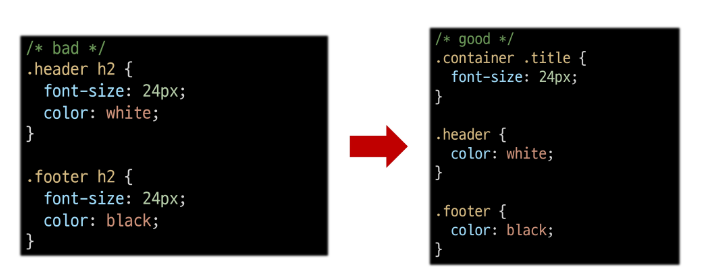 /* bad */
.header h2 {
  font-size: 24px;
  color: white;
}

.footer h2 {
  font-size: 24px;
  color: black;
}

/* good */
.container .title {
  font-size: 24px;
}

.header {
  color: white;
}

.footer {
  color: black;
}